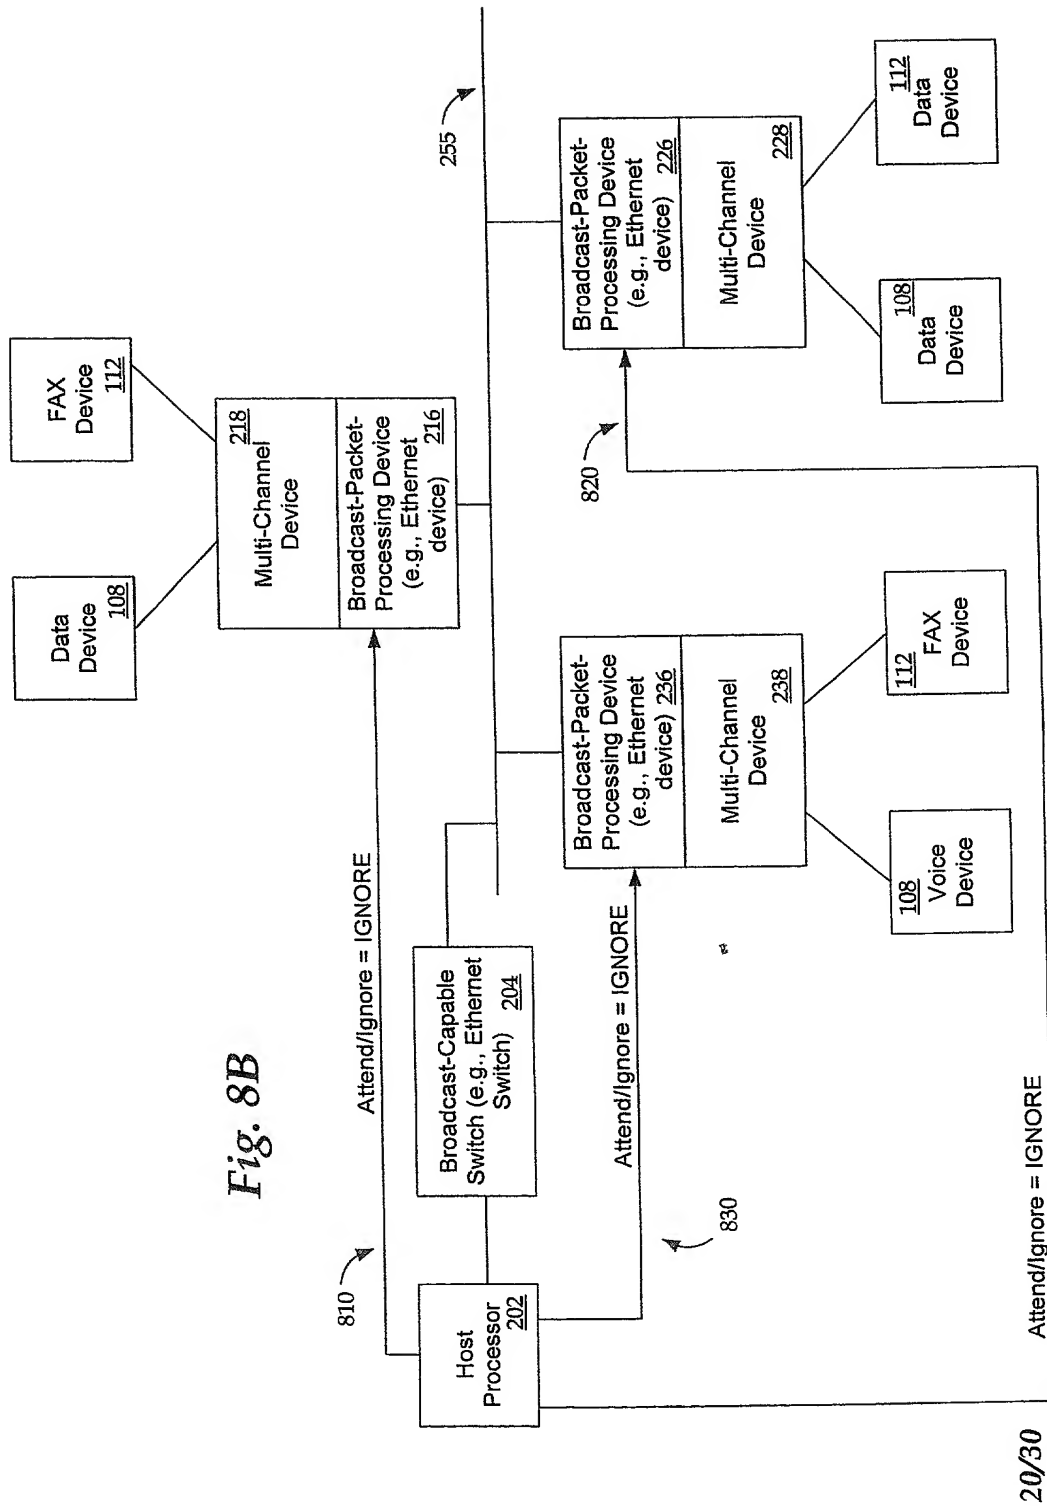 Fig. 8B
FAX
Device
112
Data
Device
108
218
Multi-Channel
Device
Broadcast-Packet-
Processing Device
(e.g., Ethernet
device)
216
255
810
Attend/Ignore = IGNORE
Host
Processor
202
Broadcast-Capable
Switch (e.g., Ethernet
Switch)
204
Attend/Ignore = IGNORE
830
Broadcast-Packet-
Processing Device
(e.g., Ethernet
device) 236
Multi-Channel
Device
238
108
Voice
Device
112
FAX
Device
820
Broadcast-Packet-
Processing Device
(e.g., Ethernet
device) 226
Multi-Channel
Device
228
108
Data
Device
112
Data
Device
Attend/Ignore = IGNORE
20/30